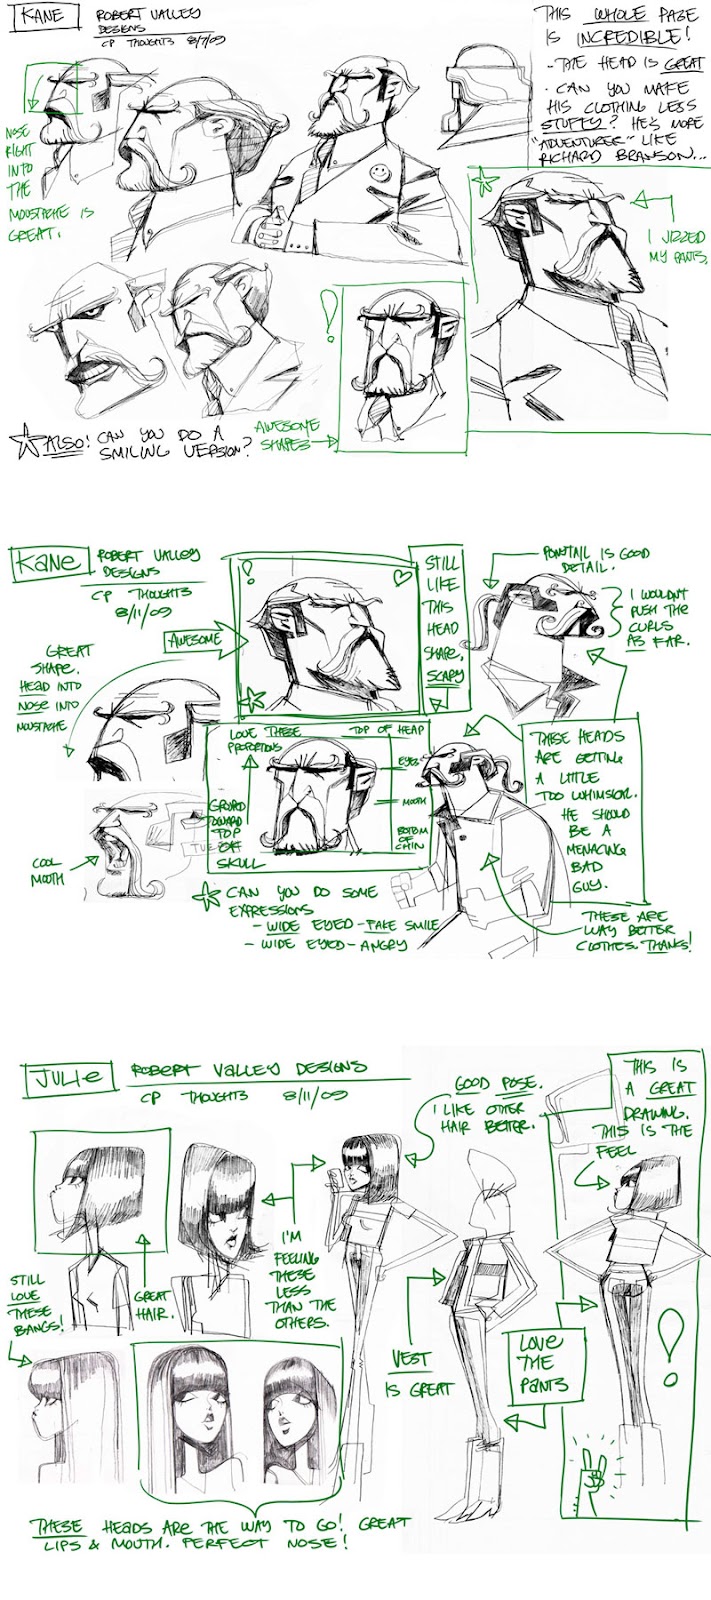 KANE
ROBERT VALLEY
DESIGNS
CP THOUGHTS 8/7/09
THIS WHOLE PAGE
IS INCREDIBLE!
- THE HEAD IS GREAT
- CAN YOU MAKE
HIS CLOTHING LESS
STUFFY? HE'S MORE
"ADVENTURER" LIKE
RICHARD BRANSON...
NOSE
RIGHT
INTO
THE
MOUSTACHE IS
GREAT.
I JIZZED
MY PANTS.
!
ALSO! CAN YOU DO A
SMILING VERSION?
AWESOME
SHAPES
KANE
ROBERT VALLEY
DESIGNS
CP THOUGHTS
8/11/09
GREAT
SHAPE.
HEAD INTO
NOSE INTO
MOUSTACHE
AWESOME
!
STILL
LIKE
THIS
HEAD
SHAPE,
SCARY
PONYTAIL IS GOOD
DETAIL.
I WOULDN'T
PUSH THE
CURLS
AS FAR.
LOVE THESE
PROPORTIONS
TOP OF HEAD
EYES
MOUTH
BOTTOM
OF
CHIN
TOWARD
TOP
OF
SKULL
COOL
MOUTH
THESE HEADS
ARE GETTING
A LITTLE
TOO WHIMSICAL.
HE SHOULD
BE A
MENACING
BAD
GUY.
CAN YOU DO SOME
EXPRESSIONS
- WIDE EYED - FAKE SMILE
- WIDE EYED - ANGRY
THESE ARE
WAY BETTER
CLOTHES. THANKS!
JULIE
ROBERT VALLEY DESIGNS
CP THOUGHTS 8/11/09
GOOD POSE.
I LIKE OTHER
HAIR BETTER.
THIS IS
A GREAT
DRAWING.
THIS IS THE
FEEL
STILL
LOVE
THESE
BANGS!
GREAT
HAIR.
I'M
FEELING
THESE
LESS
THAN THE
OTHERS.
VEST
IS GREAT
LOVE
THE
PANTS
!
THESE HEADS ARE THE WAY TO GO! GREAT
LIPS & MOUTH. PERFECT NOSE!